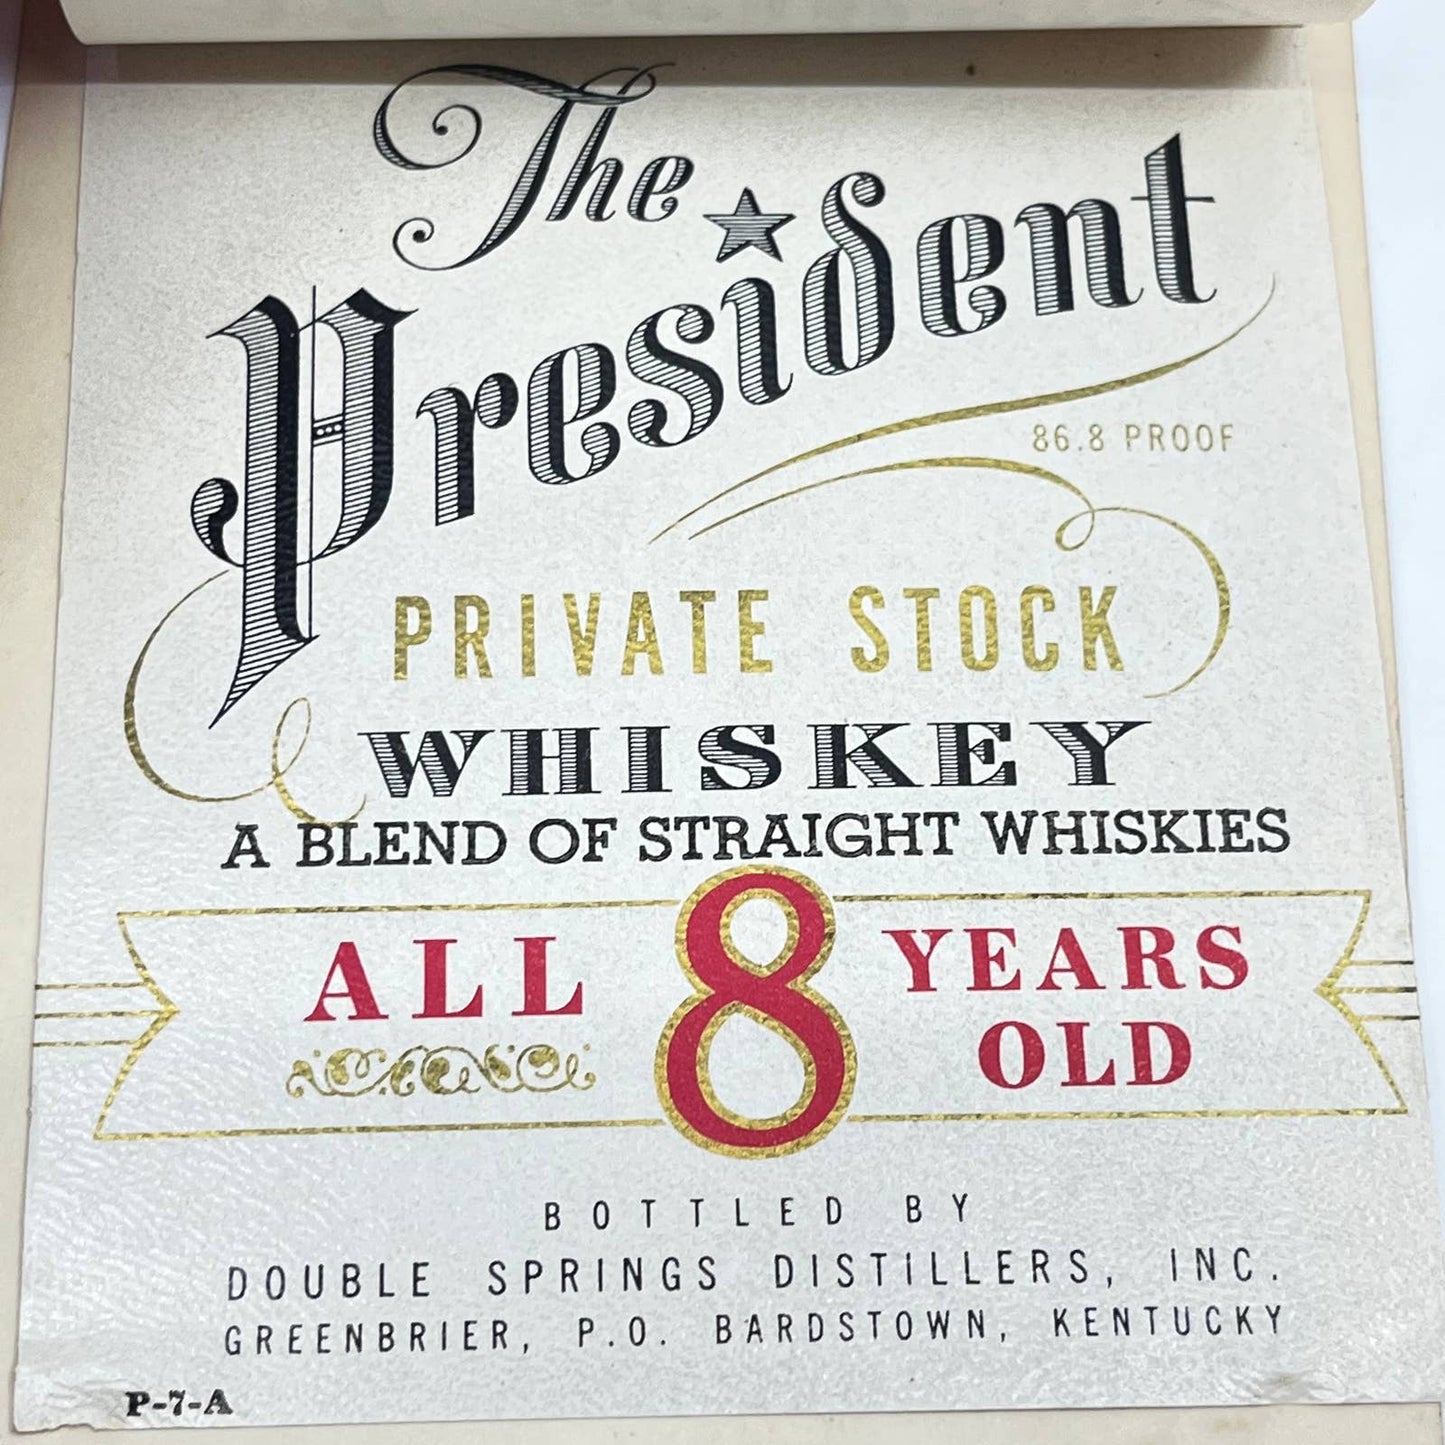 The
President
86.8 PROOF
PRIVATE STOCK
WHISKEY
A BLEND OF STRAIGHT WHISKIES
ALL 8 YEARS
OLD
BOTTLED BY
DOUBLE SPRINGS DISTILLERS, INC.
GREENBRIER, P.O. BARDSTOWN, KENTUCKY
P-7-A